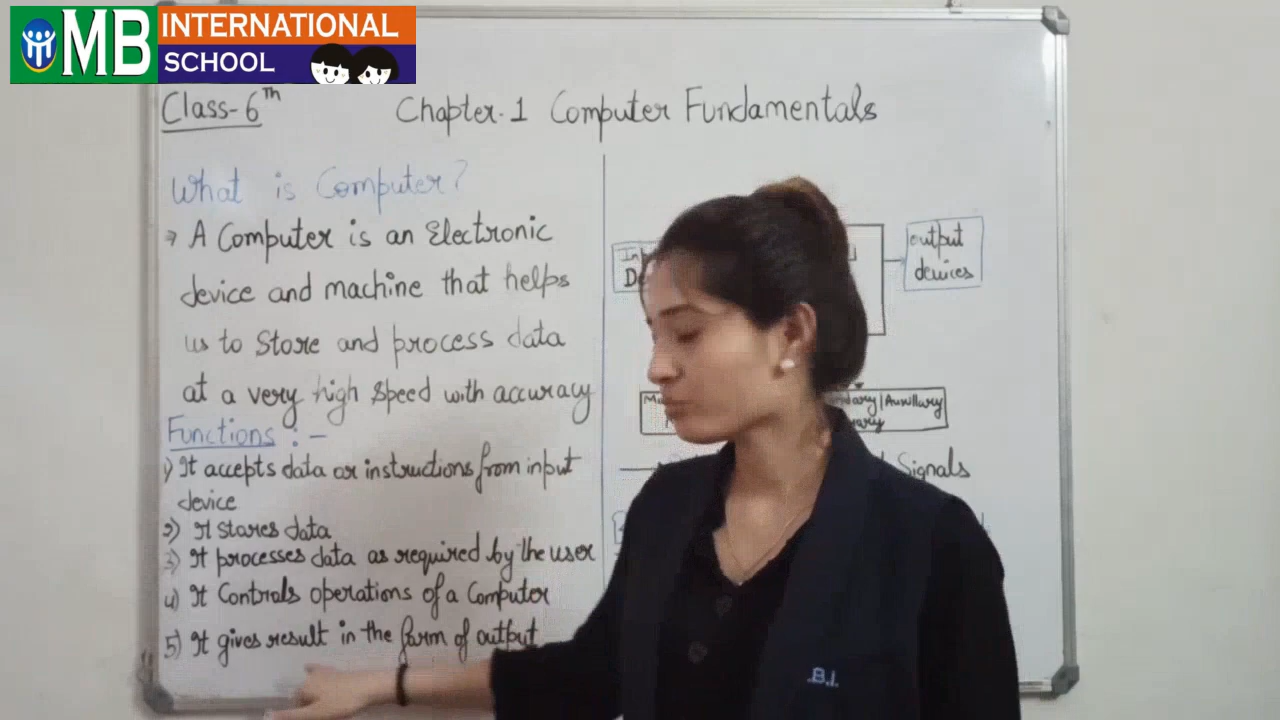 MB INTERNATIONAL
SCHOOL
Class-6th
Chapter.1 Computer Fundamentals
What is Computer?
→ A Computer is an Electronic
device and machine that helps
us to Store and process data
at a very high speed with accuracy
Functions :-
1) It accepts data or instructions from input
device
2) It stores data
3) It processes data as required by the user
4) It Controls operations of a Computer
5) It gives result in the form of output
output
devices
|Auxillary
Signals
.B.I.